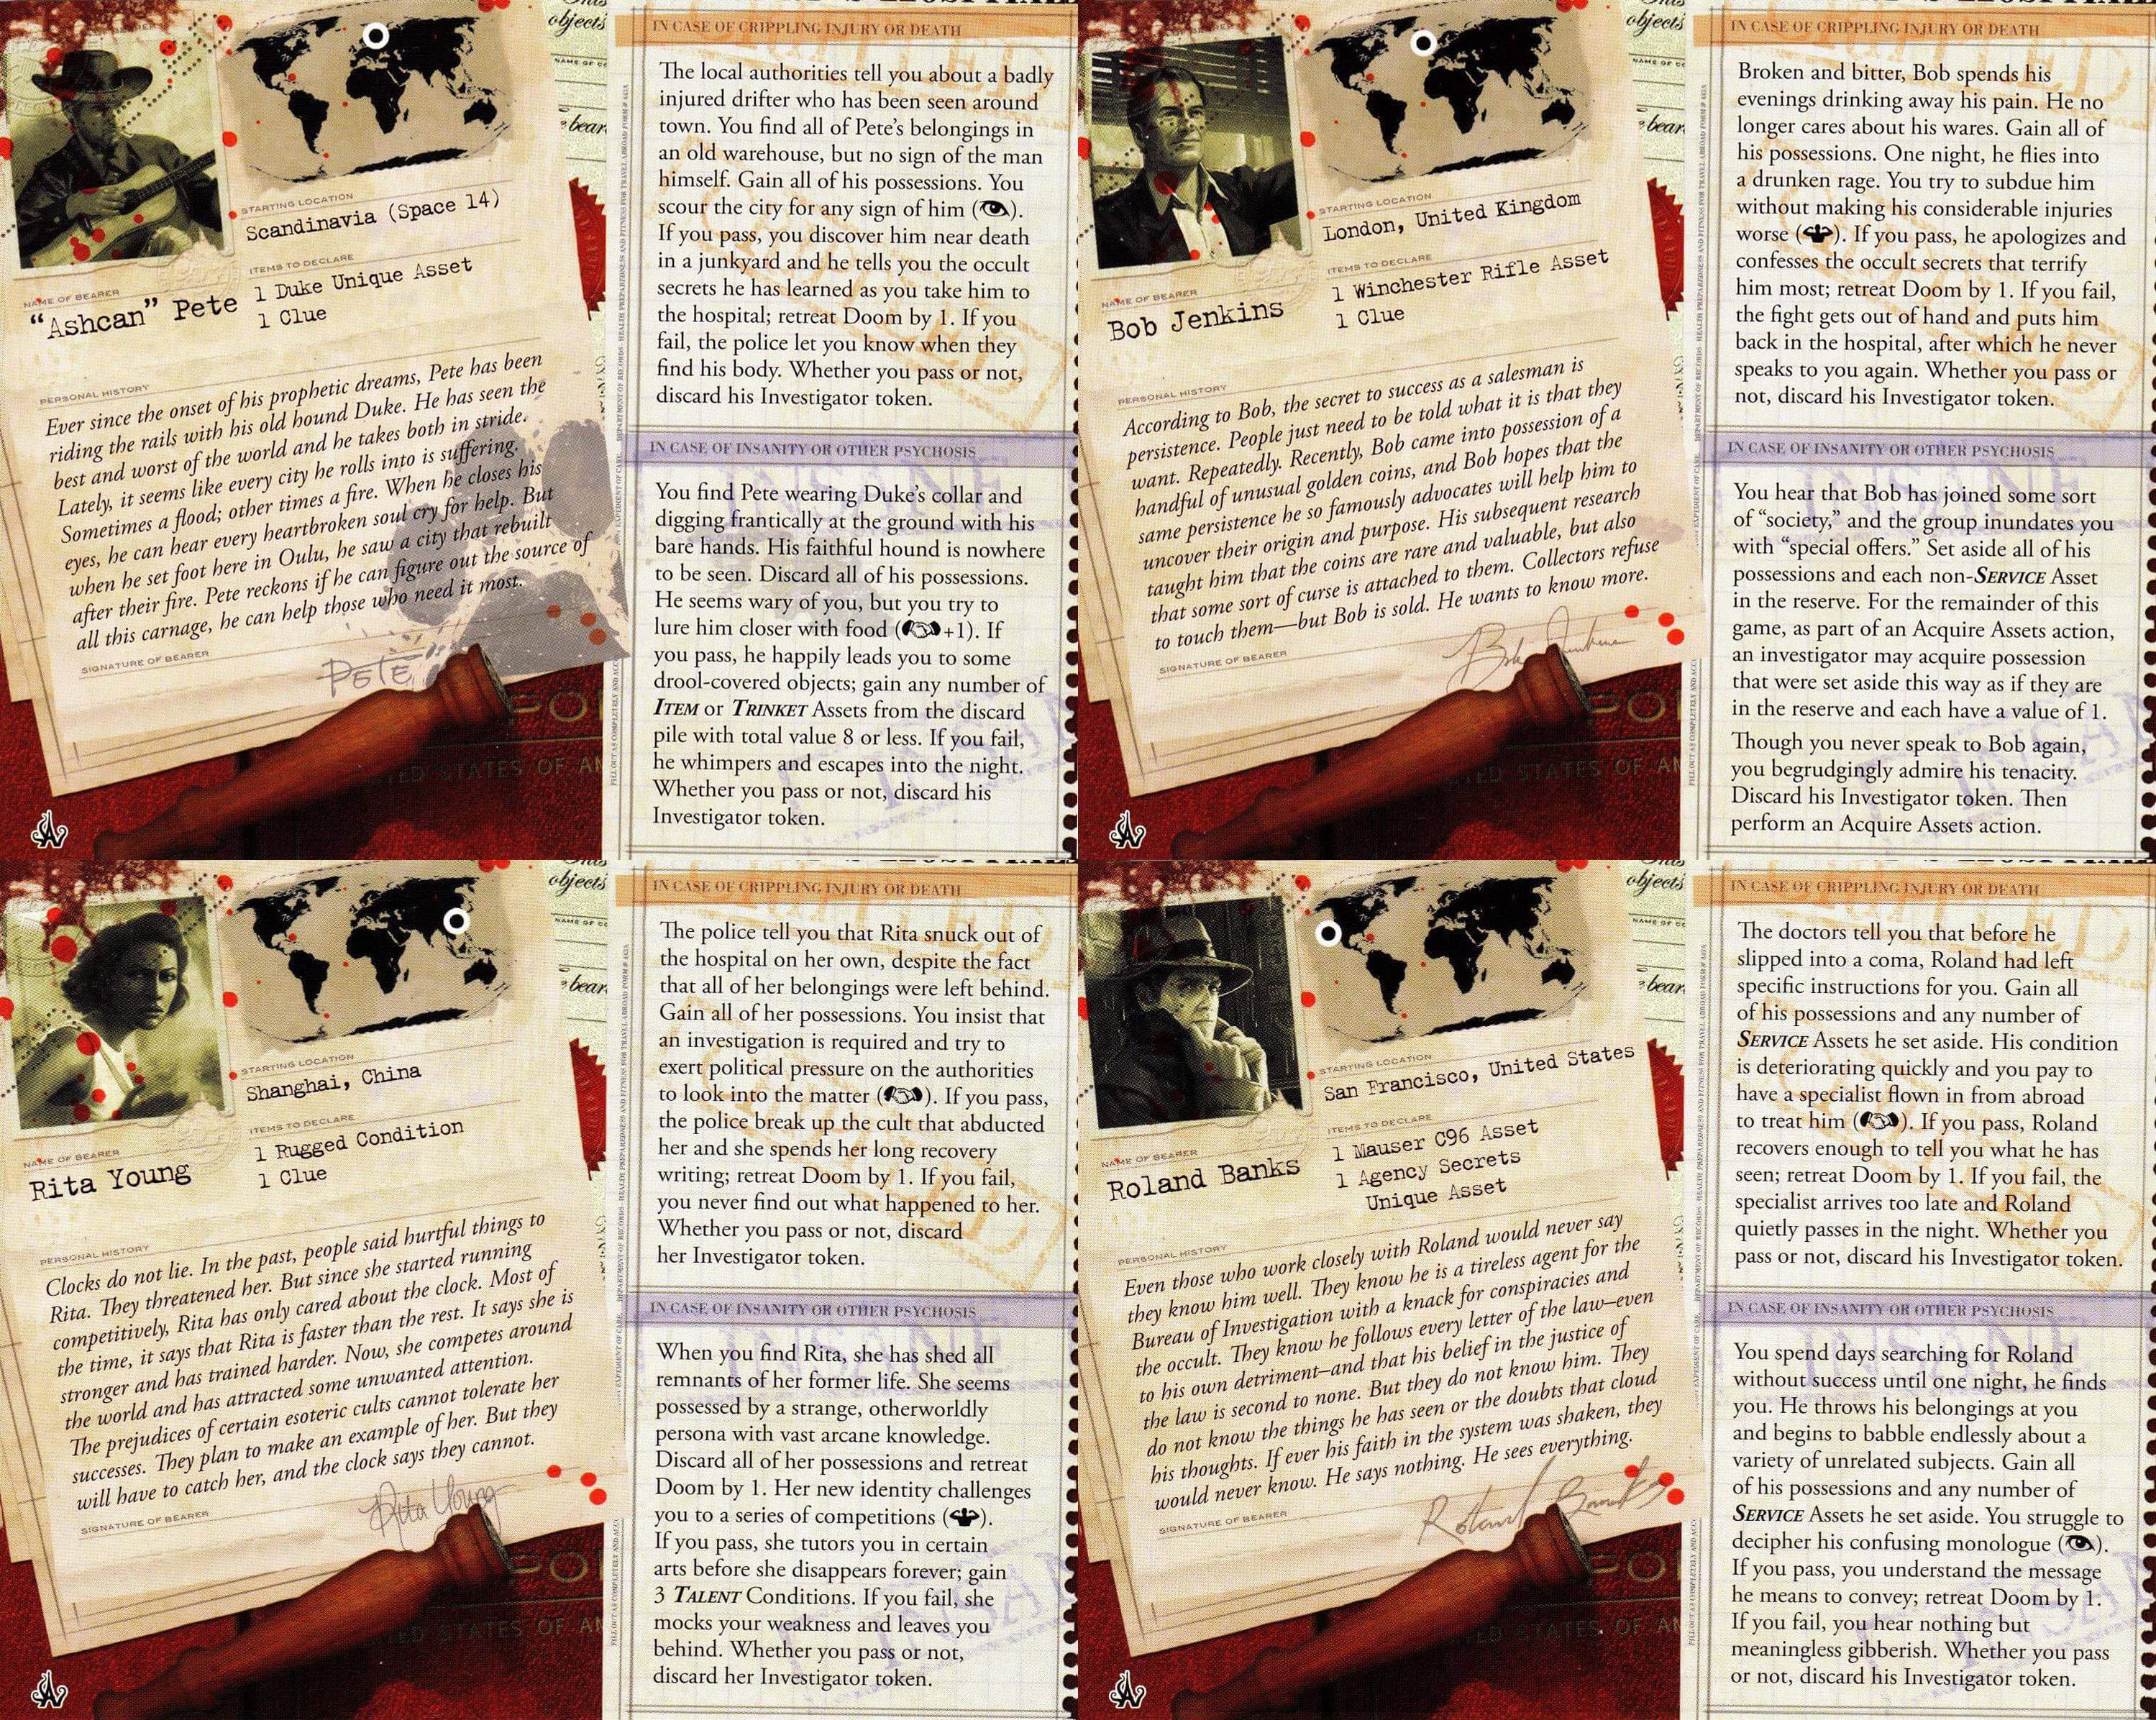 objects
NAME OF CO
bear
STARTING LOCATION
Scandinavia (Space 14)
ITEMS TO DECLARE
1 Duke Unique Asset
1 Clue
NAME OF BEARER
“Ashcan” Pete
PERSONAL HISTORY
Ever since the onset of his prophetic dreams, Pete has been
riding the rails with his old hound Duke. He has seen the
best and worst of the world and he takes both in stride.
Lately, it seems like every city he rolls into is suffering.
Sometimes a flood; other times a fire. When he closes his
eyes, he can hear every heartbroken soul cry for help. But
when he set foot here in Oulu, he saw a city that rebuilt
after their fire. Pete reckons if he can figure out the source of
all this carnage, he can help those who need it most.
SIGNATURE OF BEARER
PETE
IN CASE OF CRIPPLING INJURY OR DEATH
The local authorities tell you about a badly
injured drifter who has been seen around
town. You find all of Pete’s belongings in
an old warehouse, but no sign of the man
himself. Gain all of his possessions. You
scour the city for any sign of him ( ).
If you pass, you discover him near death
in a junkyard and he tells you the occult
secrets he has learned as you take him to
the hospital; retreat Doom by 1. If you
fail, the police let you know when they
find his body. Whether you pass or not,
discard his Investigator token.
IN CASE OF INSANITY OR OTHER PSYCHOSIS
You find Pete wearing Duke’s collar and
digging frantically at the ground with his
bare hands. His faithful hound is nowhere
to be seen. Discard all of his possessions.
He seems wary of you, but you try to
lure him closer with food ( +1). If
you pass, he happily leads you to some
drool-covered objects; gain any number of
ITEM or TRINKET Assets from the discard
pile with total value 8 or less. If you fail,
he whimpers and escapes into the night.
Whether you pass or not, discard his
Investigator token.
objects
NAME OF CO
bear
STARTING LOCATION
London, United Kingdom
ITEMS TO DECLARE
1 Winchester Rifle Asset
1 Clue
NAME OF BEARER
Bob Jenkins
PERSONAL HISTORY
According to Bob, the secret to success as a salesman is
persistence. People just need to be told what it is that they
want. Repeatedly. Recently, Bob came into possession of a
handful of unusual golden coins, and Bob hopes that the
same persistence he so famously advocates will help him to
uncover their origin and purpose. His subsequent research
taught him that the coins are rare and valuable, but also
that some sort of curse is attached to them. Collectors refuse
to touch them—but Bob is sold. He wants to know more.
SIGNATURE OF BEARER
Bob Jenkins
IN CASE OF CRIPPLING INJURY OR DEATH
Broken and bitter, Bob spends his
evenings drinking away his pain. He no
longer cares about his wares. Gain all of
his possessions. One night, he flies into
a drunken rage. You try to subdue him
without making his considerable injuries
worse ( ). If you pass, he apologizes and
confesses the occult secrets that terrify
him most; retreat Doom by 1. If you fail,
the fight gets out of hand and puts him
back in the hospital, after which he never
speaks to you again. Whether you pass or
not, discard his Investigator token.
IN CASE OF INSANITY OR OTHER PSYCHOSIS
You hear that Bob has joined some sort
of “society,” and the group inundates you
with “special offers.” Set aside all of his
possessions and each non-SERVICE Asset
in the reserve. For the remainder of this
game, as part of an Acquire Assets action,
an investigator may acquire possession
that were set aside this way as if they are
in the reserve and each have a value of 1.
Though you never speak to Bob again,
you begrudgingly admire his tenacity.
Discard his Investigator token. Then
perform an Acquire Assets action.
objects
NAME OF CO
bear
STARTING LOCATION
Shanghai, China
ITEMS TO DECLARE
1 Rugged Condition
1 Clue
NAME OF BEARER
Rita Young
PERSONAL HISTORY
Clocks do not lie. In the past, people said hurtful things to
Rita. They threatened her. But since she started running
competitively, Rita has only cared about the clock. Most of
the time, it says that Rita is faster than the rest. It says she is
stronger and has trained harder. Now, she competes around
the world and has attracted some unwanted attention.
The prejudices of certain esoteric cults cannot tolerate her
successes. They plan to make an example of her. But they
will have to catch her, and the clock says they cannot.
SIGNATURE OF BEARER
Rita Young
IN CASE OF CRIPPLING INJURY OR DEATH
The police tell you that Rita snuck out of
the hospital on her own, despite the fact
that all of her belongings were left behind.
Gain all of her possessions. You insist that
an investigation is required and try to
exert political pressure on the authorities
to look into the matter ( ). If you pass,
the police break up the cult that abducted
her and she spends her long recovery
writing; retreat Doom by 1. If you fail,
you never find out what happened to her.
Whether you pass or not, discard
her Investigator token.
IN CASE OF INSANITY OR OTHER PSYCHOSIS
When you find Rita, she has shed all
remnants of her former life. She seems
possessed by a strange, otherworldly
persona with vast arcane knowledge.
Discard all of her possessions and retreat
Doom by 1. Her new identity challenges
you to a series of competitions ( ).
If you pass, she tutors you in certain
arts before she disappears forever; gain
3 TALENT Conditions. If you fail, she
mocks your weakness and leaves you
behind. Whether you pass or not,
discard her Investigator token.
objects
NAME OF CO
bear
STARTING LOCATION
San Francisco, United States
ITEMS TO DECLARE
1 Mauser C96 Asset
1 Agency Secrets
Unique Asset
NAME OF BEARER
Roland Banks
PERSONAL HISTORY
Even those who work closely with Roland would never say
they know him well. They know he is a tireless agent for the
Bureau of Investigation with a knack for conspiracies and
the occult. They know he follows every letter of the law—even
to his own detriment—and that his belief in the justice of
the law is second to none. But they do not know him. They
do not know the things he has seen or the doubts that cloud
his thoughts. If ever his faith in the system was shaken, they
would never know. He says nothing. He sees everything.
SIGNATURE OF BEARER
Roland Banks
IN CASE OF CRIPPLING INJURY OR DEATH
The doctors tell you that before he
slipped into a coma, Roland had left
specific instructions for you. Gain all
of his possessions and any number of
SERVICE Assets he set aside. His condition
is deteriorating quickly and you pay to
have a specialist flown in from abroad
to treat him ( ). If you pass, Roland
recovers enough to tell you what he has
seen; retreat Doom by 1. If you fail, the
specialist arrives too late and Roland
quietly passes in the night. Whether you
pass or not, discard his Investigator token.
IN CASE OF INSANITY OR OTHER PSYCHOSIS
You spend days searching for Roland
without success until one night, he finds
you. He throws his belongings at you
and begins to babble endlessly about a
variety of unrelated subjects. Gain all
of his possessions and any number of
SERVICE Assets he set aside. You struggle to
decipher his confusing monologue ( ).
If you pass, you understand the message
he means to convey; retreat Doom by 1.
If you fail, you hear nothing but
meaningless gibberish. Whether you pass
or not, discard his Investigator token.